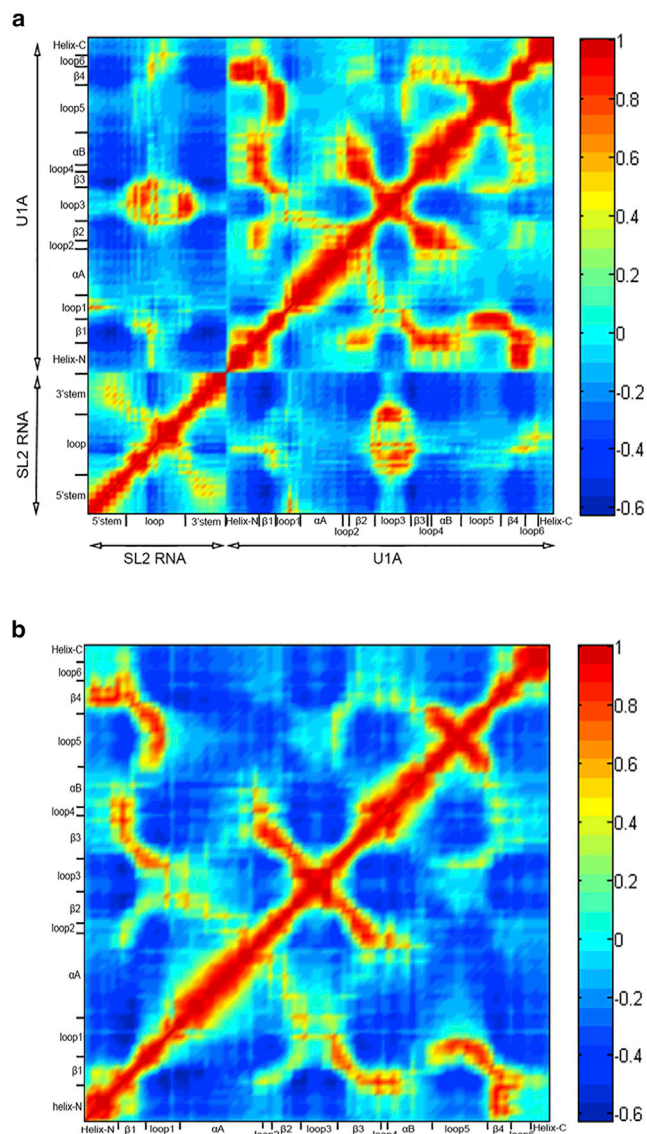 a
Helix-C
loop6
β4
loop5
αB
loop4
β3
loop3
β2
loop2
αA
loop1
β1
Helix-N
3'stem
loop
5'stem
U1A
SL2 RNA
5'stem loop 3'stem Helix-N β1 loop1 αA loop2 β2 loop3 β3 loop4 αB loop5 β4 loop6 Helix-C
SL2 RNA U1A
1
0.8
0.6
0.4
0.2
0
-0.2
-0.4
-0.6
b
Helix-C
loop6
β4
loop5
αB
loop4
β3
loop3
β2
loop2
αA
loop1
β1
helix-N
Helix-N β1 loop1 αA β2 loop3 β3 αB loop5 β4 Helix-C
1
0.8
0.6
0.4
0.2
0
-0.2
-0.4
-0.6